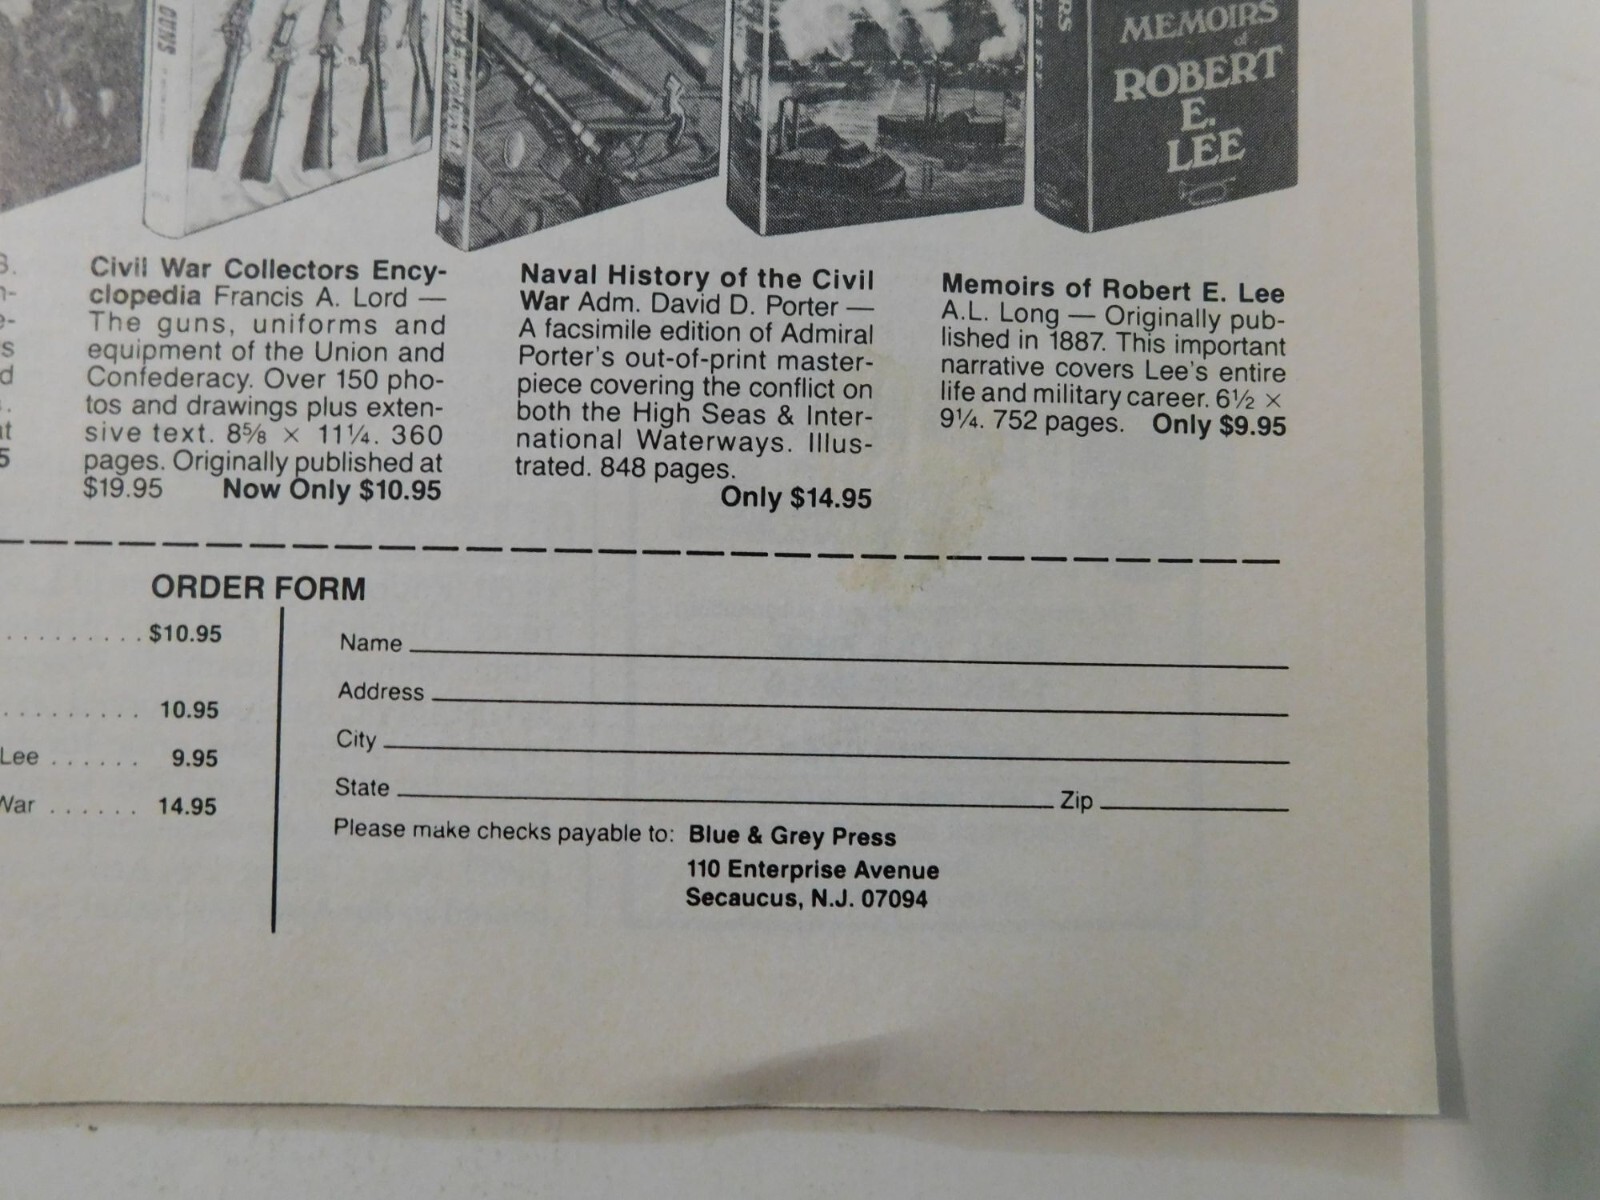 GUNS
MEMOIRS
of
ROBERT
E.
LEE
Civil War Collectors Ency-
clopedia Francis A. Lord —
The guns, uniforms and
equipment of the Union and
Confederacy. Over 150 pho-
tos and drawings plus exten-
sive text. 8⅝ × 11¼. 360
pages. Originally published at
$19.95 Now Only $10.95
Naval History of the Civil
War Adm. David D. Porter —
A facsimile edition of Admiral
Porter's out-of-print master-
piece covering the conflict on
both the High Seas & Inter-
national Waterways. Illus-
trated. 848 pages.
Only $14.95
Memoirs of Robert E. Lee
A.L. Long — Originally pub-
lished in 1887. This important
narrative covers Lee's entire
life and military career. 6½ ×
9¼. 752 pages. Only $9.95
ORDER FORM
. . . . . . . . . $10.95
. . . . . . . . . 10.95
Lee . . . . . . 9.95
War . . . . . . 14.95
Name
Address
City
State Zip
Please make checks payable to: Blue & Grey Press
110 Enterprise Avenue
Secaucus, N.J. 07094